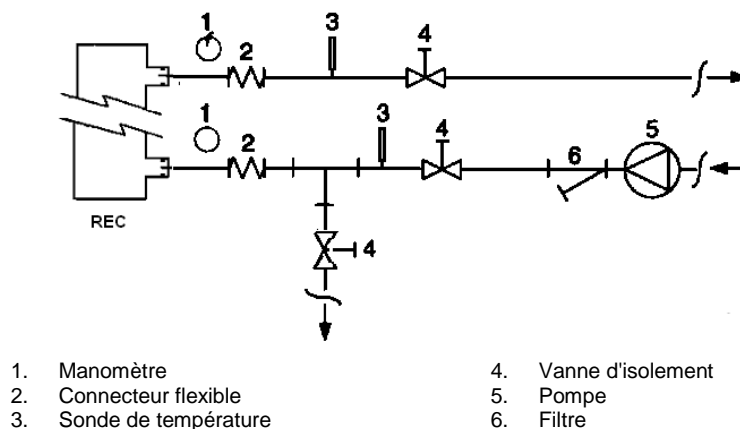 1 2 3 4
1 2 3 4 6 5
REC
4
1. Manomètre
2. Connecteur flexible
3. Sonde de température
4. Vanne d'isolement
5. Pompe
6. Filtre